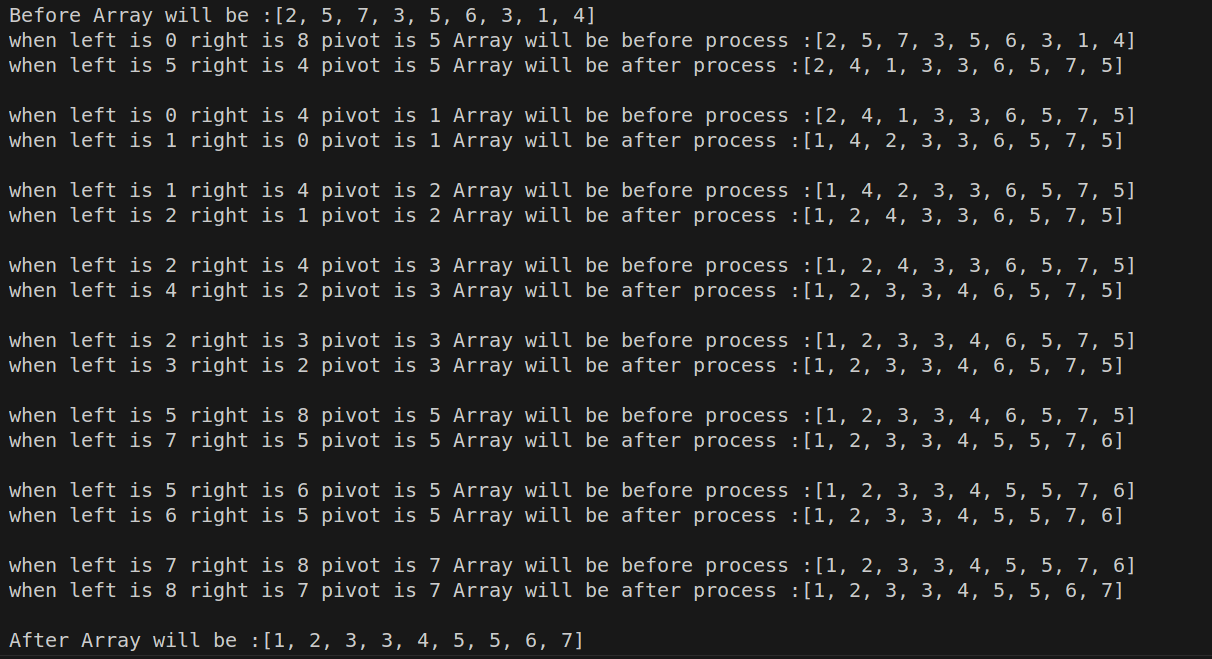 Before Array will be :[2, 5, 7, 3, 5, 6, 3, 1, 4]
when left is 0 right is 8 pivot is 5 Array will be before process :[2, 5, 7, 3, 5, 6, 3, 1, 4]
when left is 5 right is 4 pivot is 5 Array will be after process :[2, 4, 1, 3, 3, 6, 5, 7, 5]
when left is 0 right is 4 pivot is 1 Array will be before process :[2, 4, 1, 3, 3, 6, 5, 7, 5]
when left is 1 right is 0 pivot is 1 Array will be after process :[1, 4, 2, 3, 3, 6, 5, 7, 5]
when left is 1 right is 4 pivot is 2 Array will be before process :[1, 4, 2, 3, 3, 6, 5, 7, 5]
when left is 2 right is 1 pivot is 2 Array will be after process :[1, 2, 4, 3, 3, 6, 5, 7, 5]
when left is 2 right is 4 pivot is 3 Array will be before process :[1, 2, 4, 3, 3, 6, 5, 7, 5]
when left is 4 right is 2 pivot is 3 Array will be after process :[1, 2, 3, 3, 4, 6, 5, 7, 5]
when left is 2 right is 3 pivot is 3 Array will be before process :[1, 2, 3, 3, 4, 6, 5, 7, 5]
when left is 3 right is 2 pivot is 3 Array will be after process :[1, 2, 3, 3, 4, 6, 5, 7, 5]
when left is 5 right is 8 pivot is 5 Array will be before process :[1, 2, 3, 3, 4, 6, 5, 7, 5]
when left is 7 right is 5 pivot is 5 Array will be after process :[1, 2, 3, 3, 4, 5, 5, 7, 6]
when left is 5 right is 6 pivot is 5 Array will be before process :[1, 2, 3, 3, 4, 5, 5, 7, 6]
when left is 6 right is 5 pivot is 5 Array will be after process :[1, 2, 3, 3, 4, 5, 5, 7, 6]
when left is 7 right is 8 pivot is 7 Array will be before process :[1, 2, 3, 3, 4, 5, 5, 7, 6]
when left is 8 right is 7 pivot is 7 Array will be after process :[1, 2, 3, 3, 4, 5, 5, 6, 7]
After Array will be :[1, 2, 3, 3, 4, 5, 5, 6, 7]